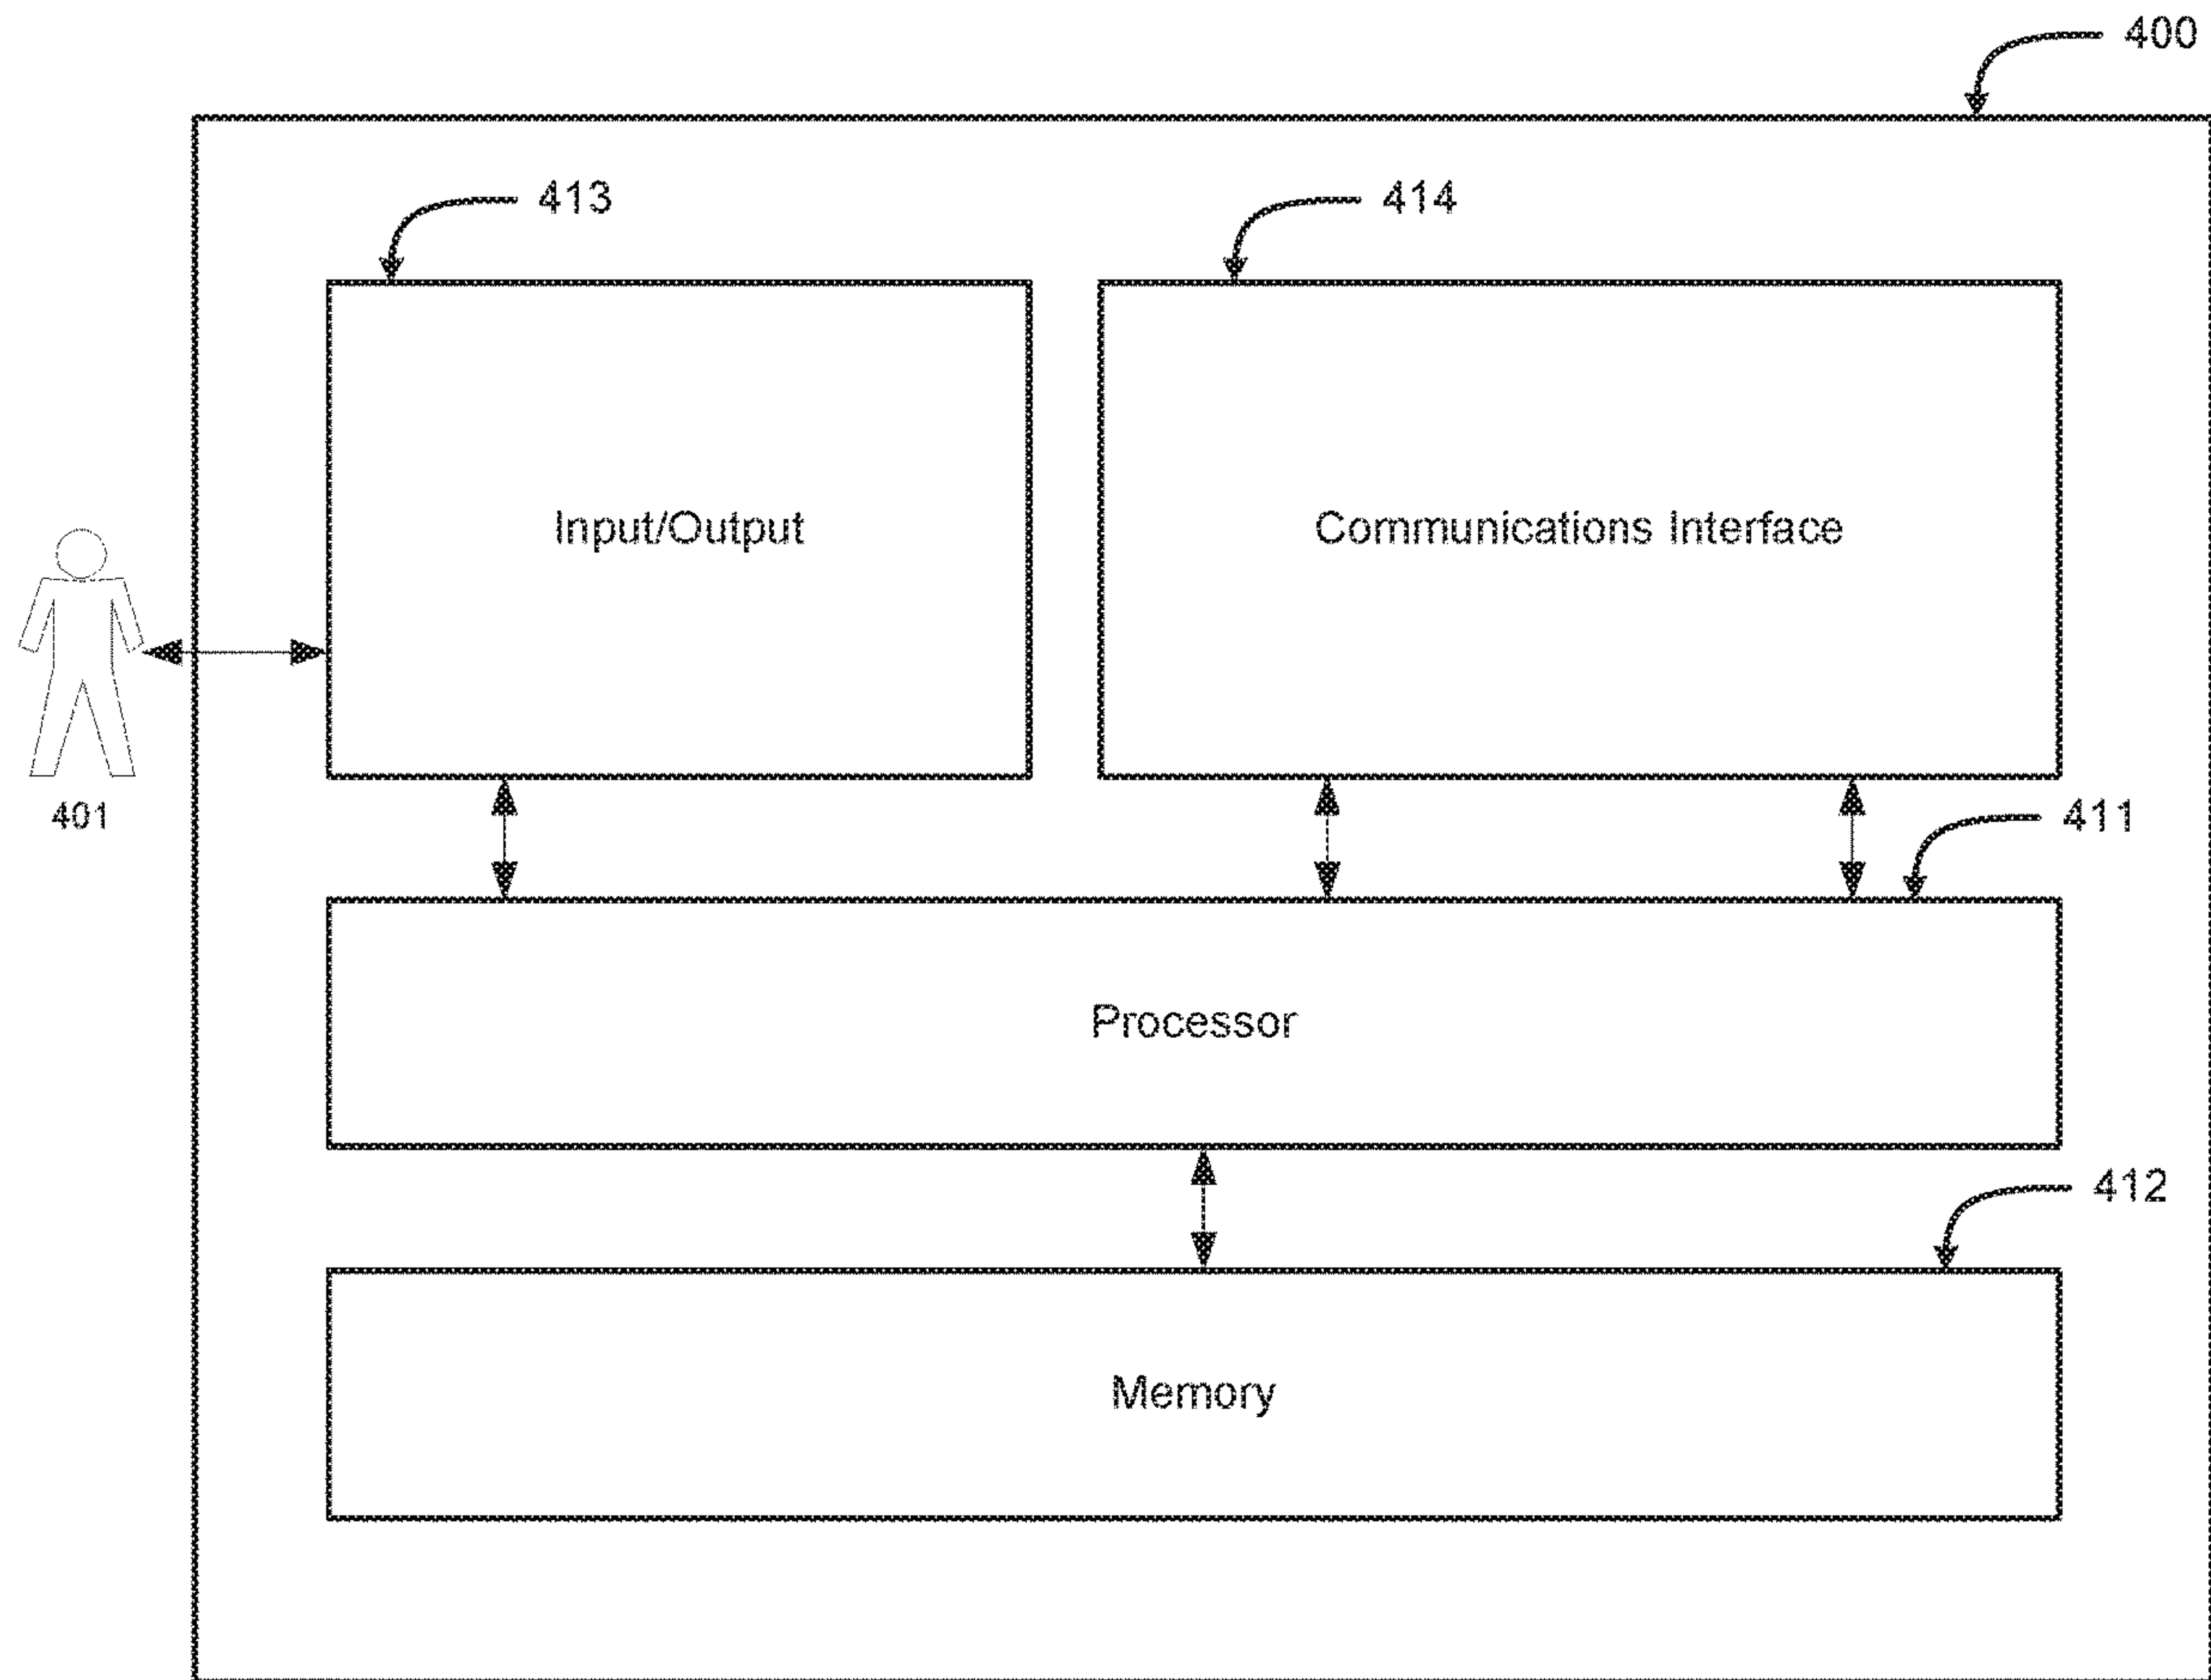 400
413
414
Input/Output
Communications Interface
401
411
Processor
412
Memory